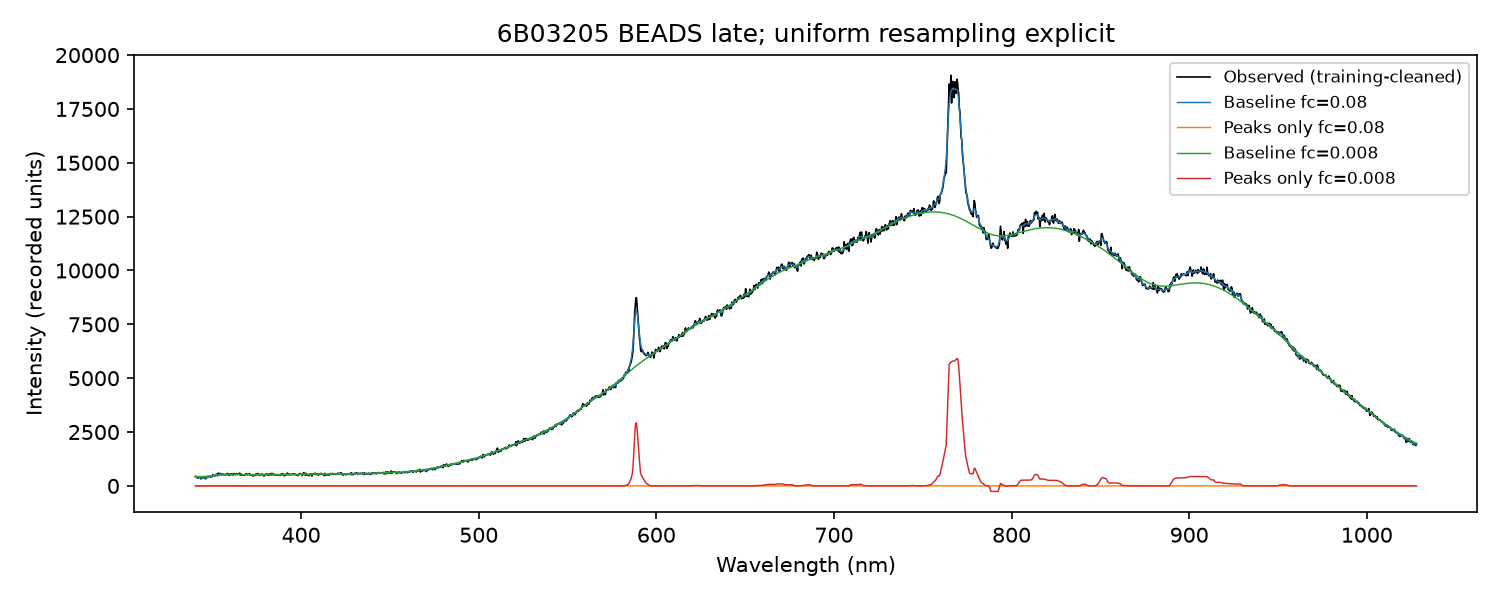 6B03205 BEADS late; uniform resampling explicit
20000
17500
15000
12500
10000
7500
5000
2500
0
Intensity (recorded units)
Observed (training-cleaned)
Baseline fc=0.08
Peaks only fc=0.08
Baseline fc=0.008
Peaks only fc=0.008
400 500 600 700 800 900 1000
Wavelength (nm)